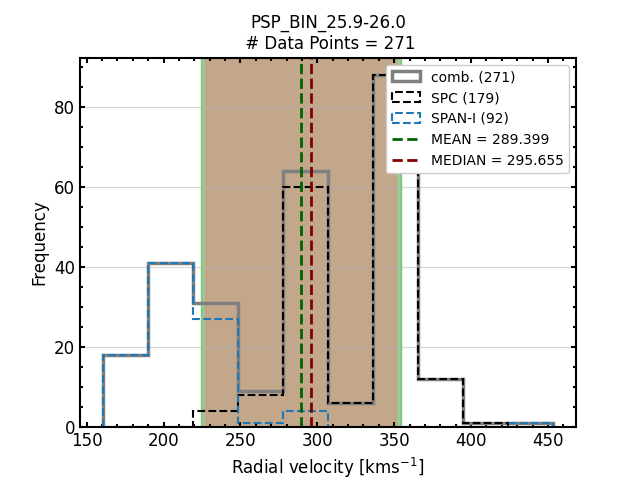 PSP_BIN_25.9-26.0
# Data Points = 271
comb. (271)
SPC (179)
SPAN-I (92)
MEAN = 289.399
MEDIAN = 295.655
Frequency
80
60
40
20
0
150 200 250 300 350 400 450
Radial velocity [kms⁻¹]